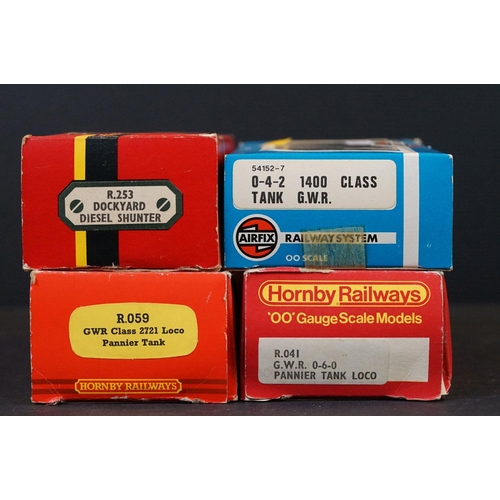 R.253
DOCKYARD
DIESEL SHUNTER
54152-7
0-4-2 1400 CLASS
TANK G.W.R.
AIRFIX
RAILWAY SYSTEM
OO SCALE
R.059
GWR Class 2721 Loco
Pannier Tank
HORNBY RAILWAYS
Hornby Railways
'OO' Gauge Scale Models
R.041
G.W.R. 0-6-0
PANNIER TANK LOCO